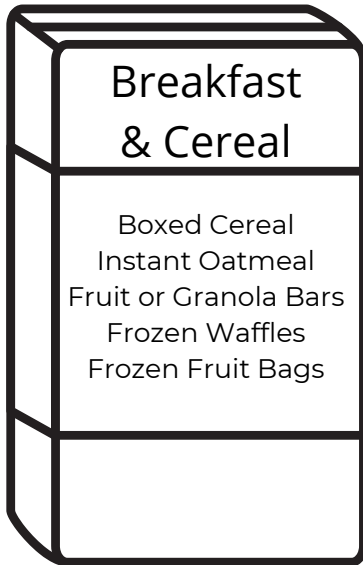 Breakfast
& Cereal
Boxed Cereal
Instant Oatmeal
Fruit or Granola Bars
Frozen Waffles
Frozen Fruit Bags